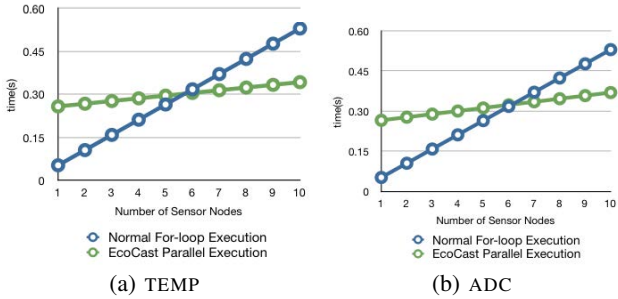 0.60
0.45
0.30
0.15
0
time(s)
1 2 3 4 5 6 7 8 9 10
Number of Sensor Nodes
Normal For-loop Execution
EcoCast Parallel Execution
(a) TEMP
0.60
0.45
0.30
0.15
0
time(s)
1 2 3 4 5 6 7 8 9 10
Number of Sensor Nodes
Normal For-loop Execution
EcoCast Parallel Execution
(b) ADC